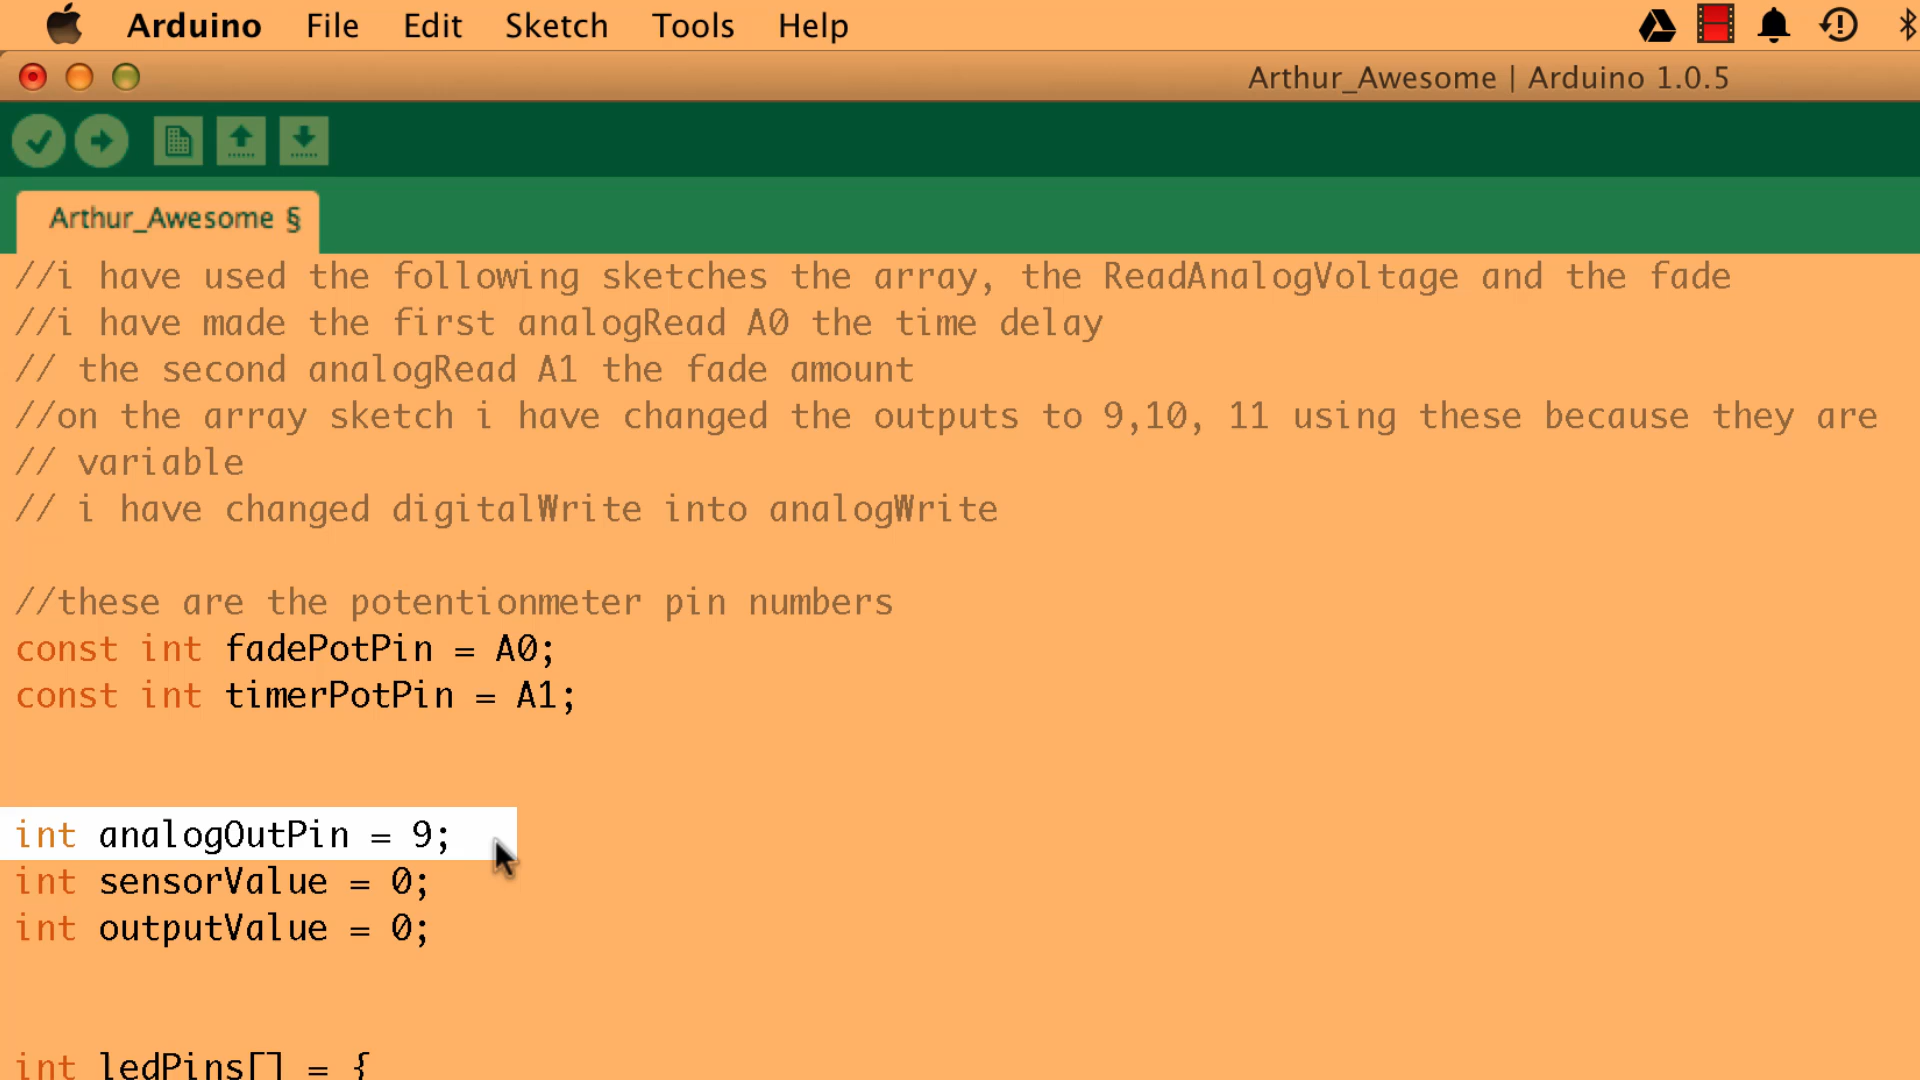 Arduino File Edit Sketch Tools Help
Arthur_Awesome | Arduino 1.0.5
Arthur_Awesome §
//i have used the following sketches the array, the ReadAnalogVoltage and the fade
//i have made the first analogRead A0 the time delay
// the second analogRead A1 the fade amount
//on the array sketch i have changed the outputs to 9,10, 11 using these because they are
// variable
// i have changed digitalWrite into analogWrite
//these are the potentionmeter pin numbers
const int fadePotPin = A0;
const int timerPotPin = A1;
int analogOutPin = 9;
int sensorValue = 0;
int outputValue = 0;
int ledPins[] = {